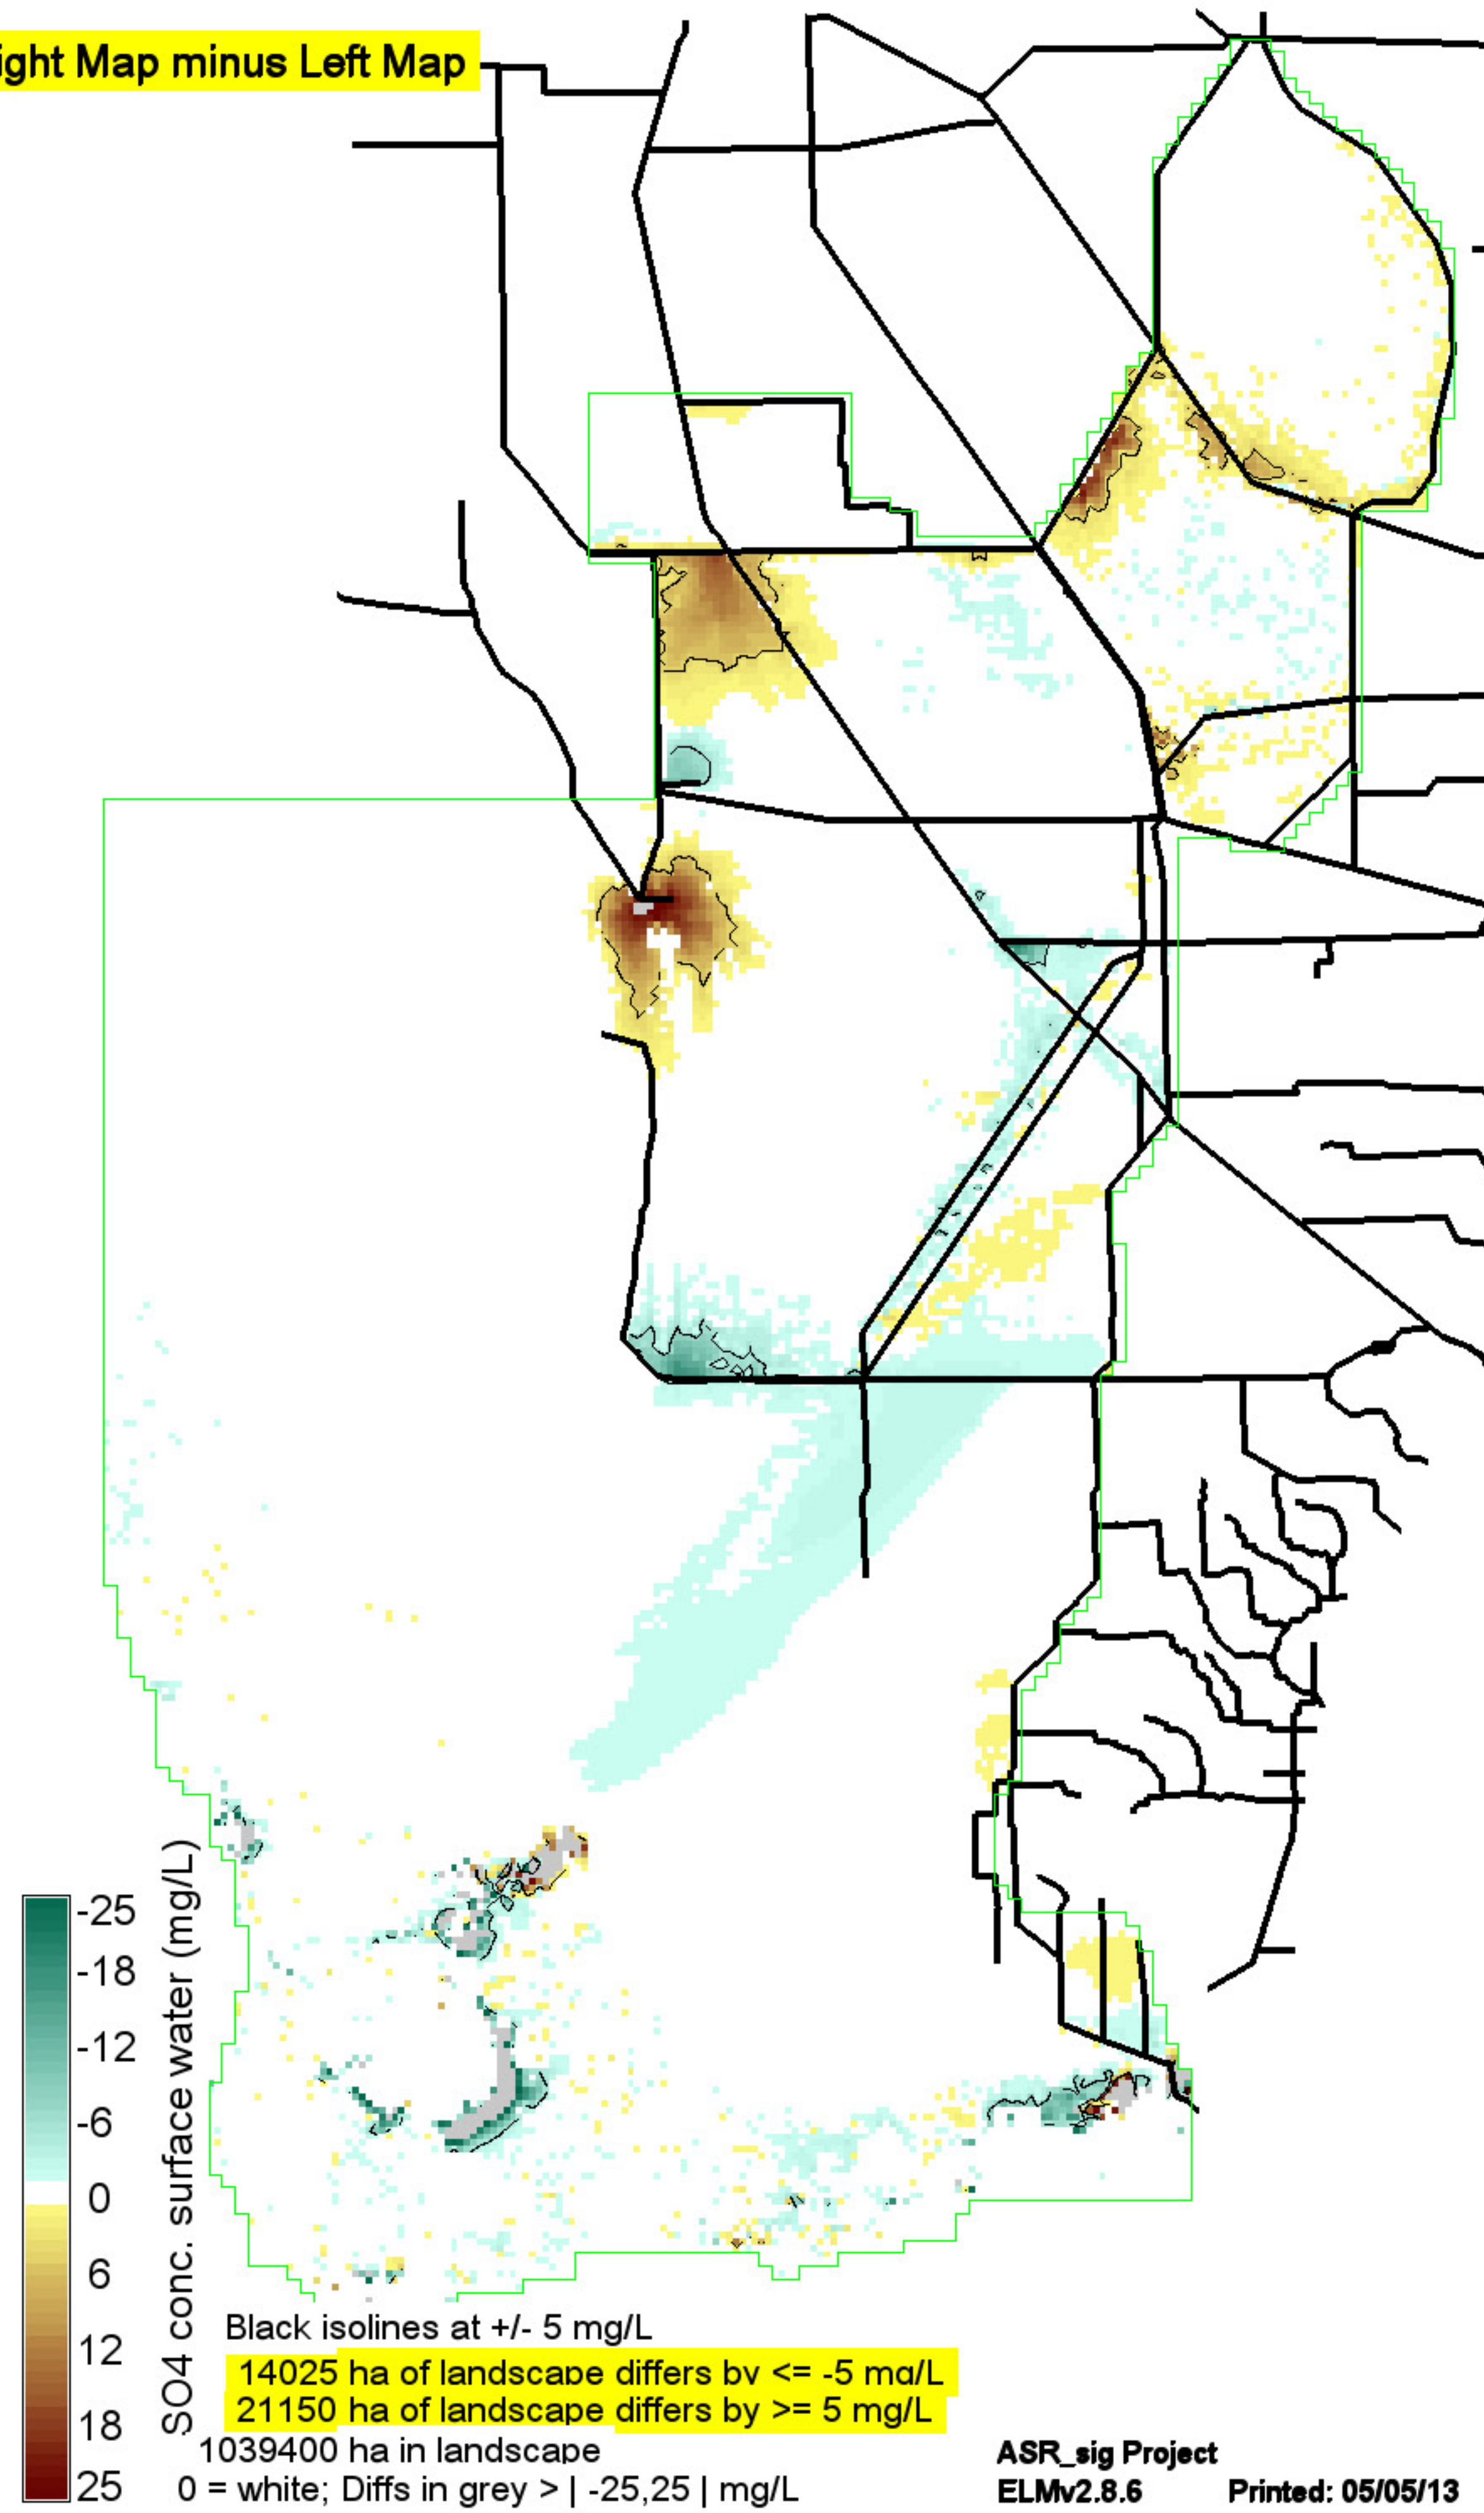 ight Map minus Left Map
-25
-18
-12
-6
0
6
12
18
25
SO4 conc. surface water (mg/L)
Black isolines at +/- 5 mg/L
14025 ha of landscape differs by <= -5 mg/L
21150 ha of landscape differs by >= 5 mg/L
1039400 ha in landscape
0 = white; Diffs in grey > | -25,25 | mg/L
ASR_sig Project
ELMv2.8.6 Printed: 05/05/13